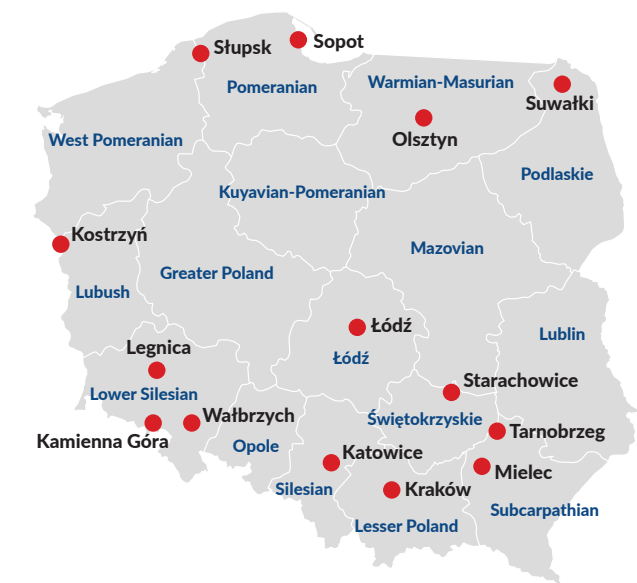 Sopot
Słupsk
Warmian-Masurian
Pomeranian
Suwałki
Olsztyn
West Pomeranian
Podlaskie
Kuyavian-Pomeranian
Kostrzyń
Mazovian
Greater Poland
Lubush
Łódź
Lublin
Legnica
Łódź
Starachowice
Lower Silesian
Wałbrzych
Świętokrzyskie
Tarnobrzeg
Kamienna Góra
Opole
Katowice
Mielec
Silesian
Kraków
Subcarpathian
Lesser Poland